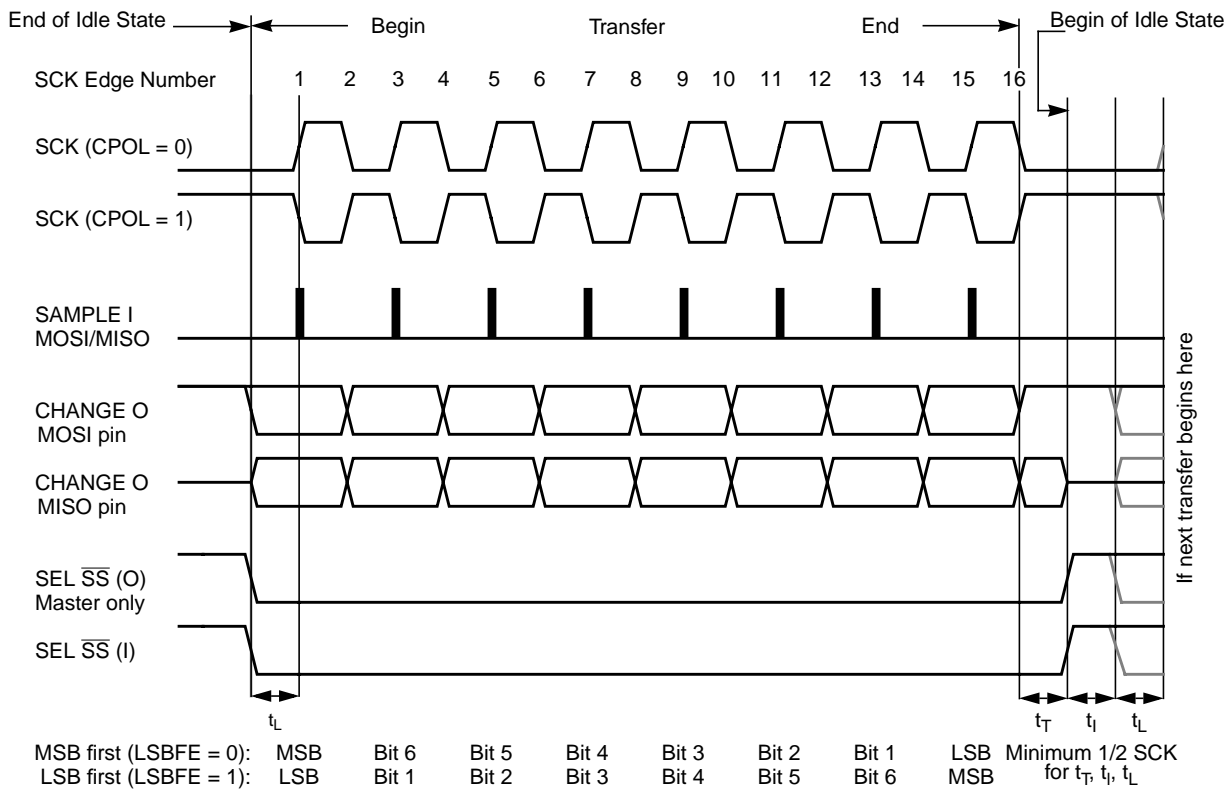 End of Idle State
Begin
Transfer
End
Begin of Idle State
SCK Edge Number
1 2 3 4 5 6 7 8 9 10 11 12 13 14 15 16
SCK (CPOL = 0)
SCK (CPOL = 1)
SAMPLE I
MOSI/MISO
CHANGE O
MOSI pin
CHANGE O
MISO pin
SEL S̅S̅ (O)
Master only
SEL S̅S̅ (I)
If next transfer begins here
tL
tT tI tL
MSB first (LSBFE = 0): MSB Bit 6 Bit 5 Bit 4 Bit 3 Bit 2 Bit 1 LSB
LSB first (LSBFE = 1): LSB Bit 1 Bit 2 Bit 3 Bit 4 Bit 5 Bit 6 MSB
Minimum 1/2 SCK
for tT, tI, tL